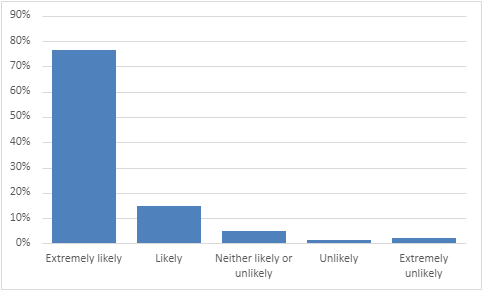 90%
80%
70%
60%
50%
40%
30%
20%
10%
0%
Extremely likely
Likely
Neither likely or
unlikely
Unlikely
Extremely
unlikely